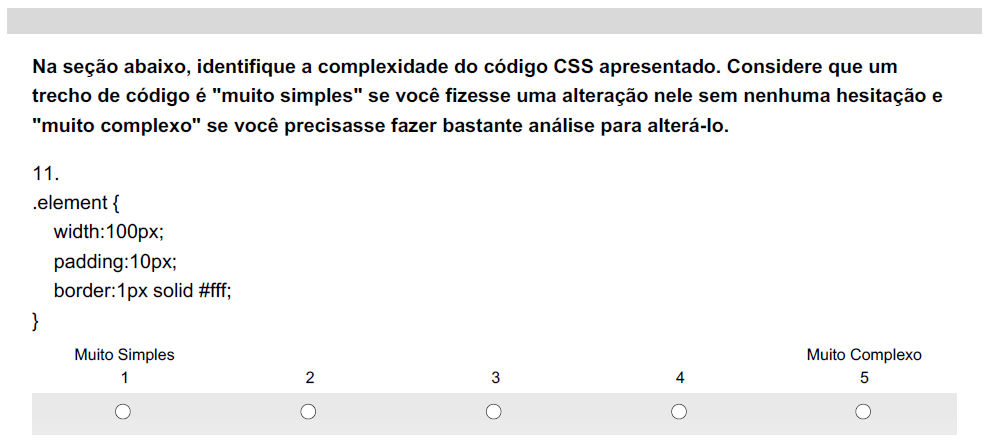 Na seção abaixo, identifique a complexidade do código CSS apresentado. Considere que um
trecho de código é "muito simples" se você fizesse uma alteração nele sem nenhuma hesitação e
"muito complexo" se você precisasse fazer bastante análise para alterá-lo.
11.
.element {
    width:100px;
    padding:10px;
    border:1px solid #fff;
}
Muito Simples Muito Complexo
1 2 3 4 5